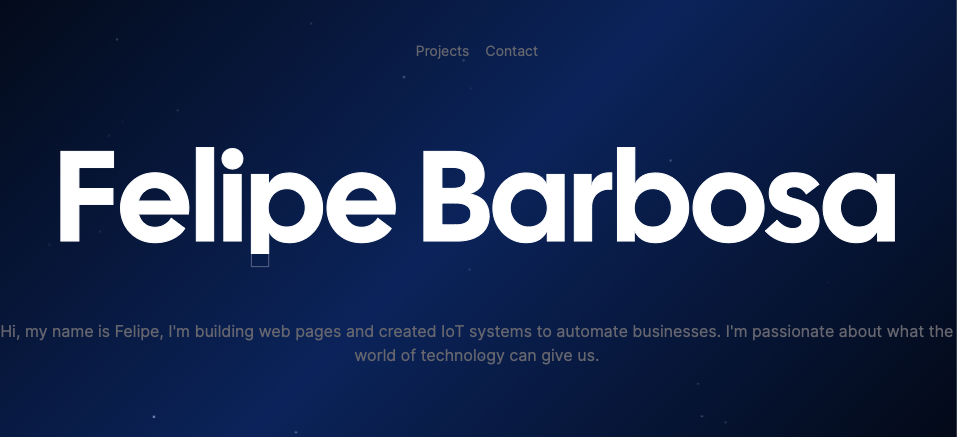 Projects Contact
Felipe Barbosa
Hi, my name is Felipe, I'm building web pages and created IoT systems to automate businesses. I'm passionate about what the
world of technology can give us.